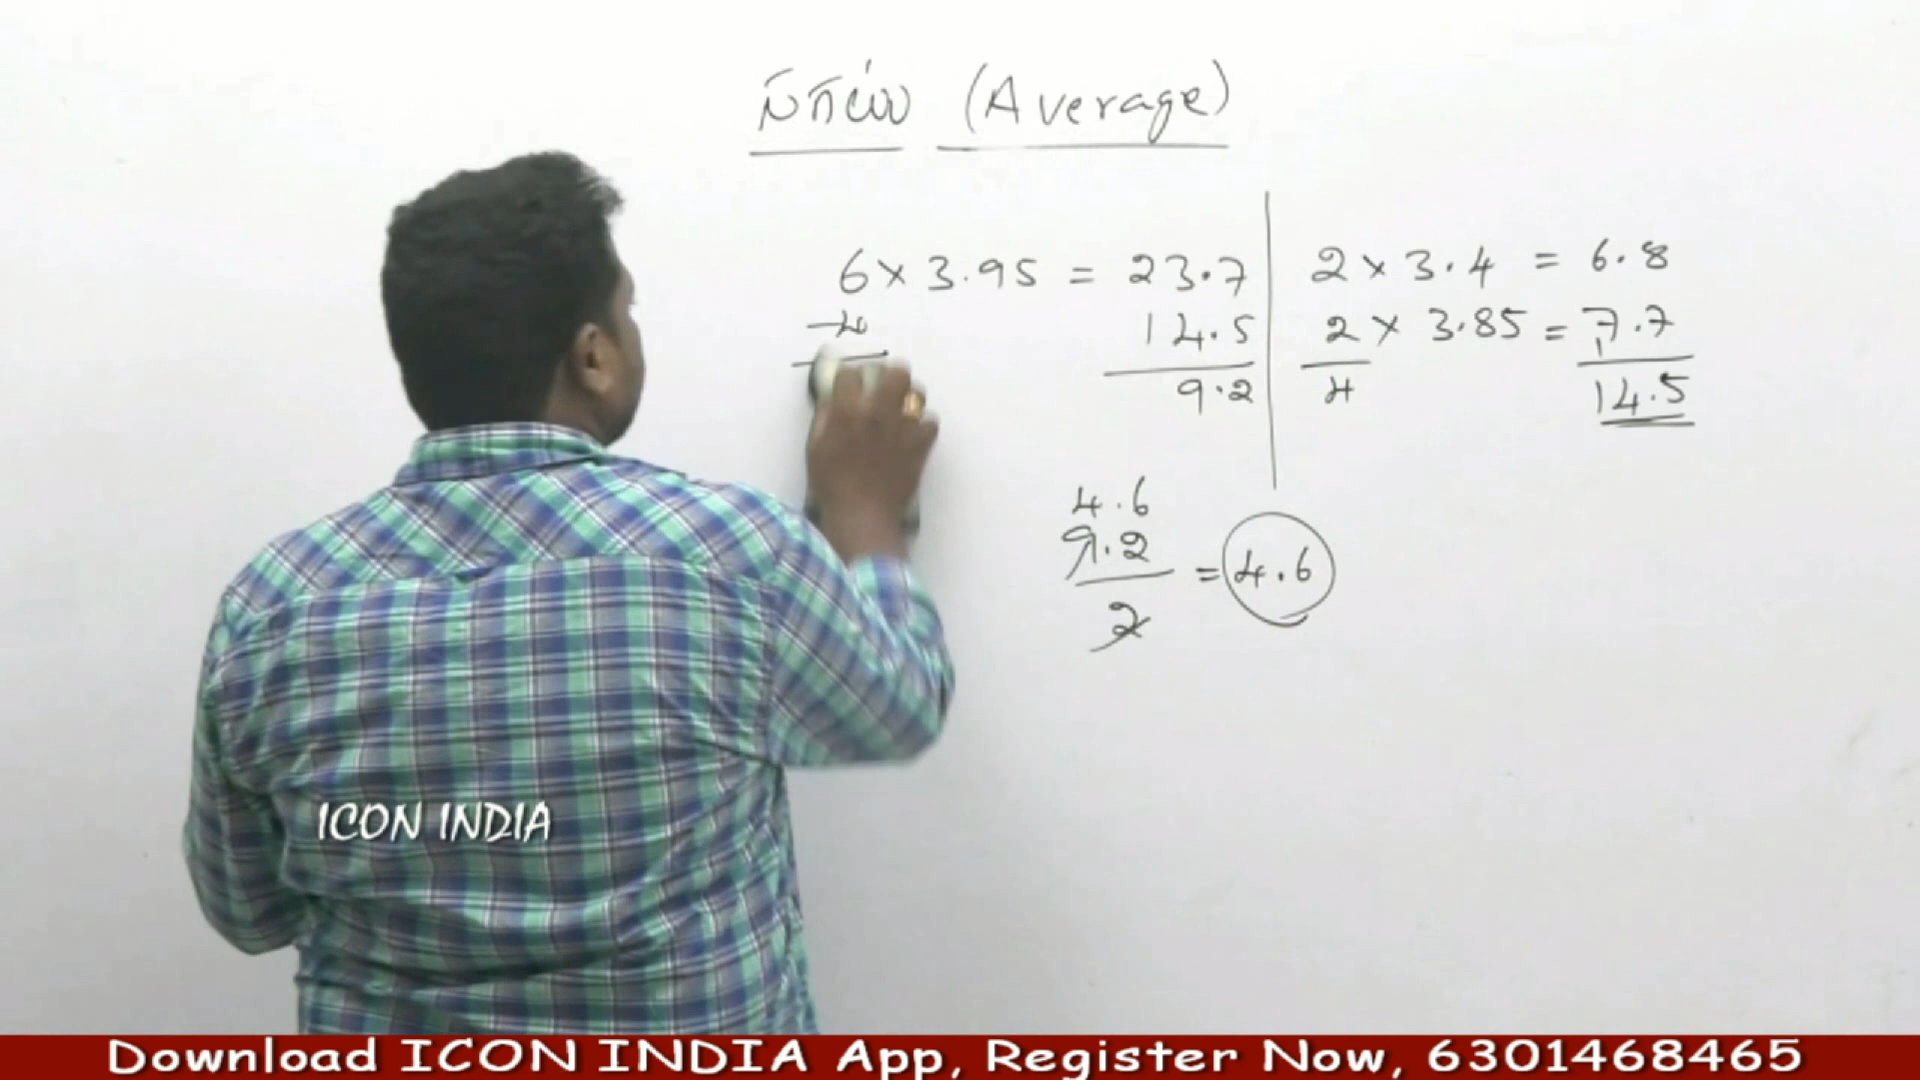 సగటు (Average)
6 × 3.95 = 23.7
-4 14.5
9.2
2 × 3.4 = 6.8
2 × 3.85 = 7.7
4 14.5
4.6
9.2
2
= 4.6
ICON INDIA
Download ICON INDIA App, Register Now, 6301468465